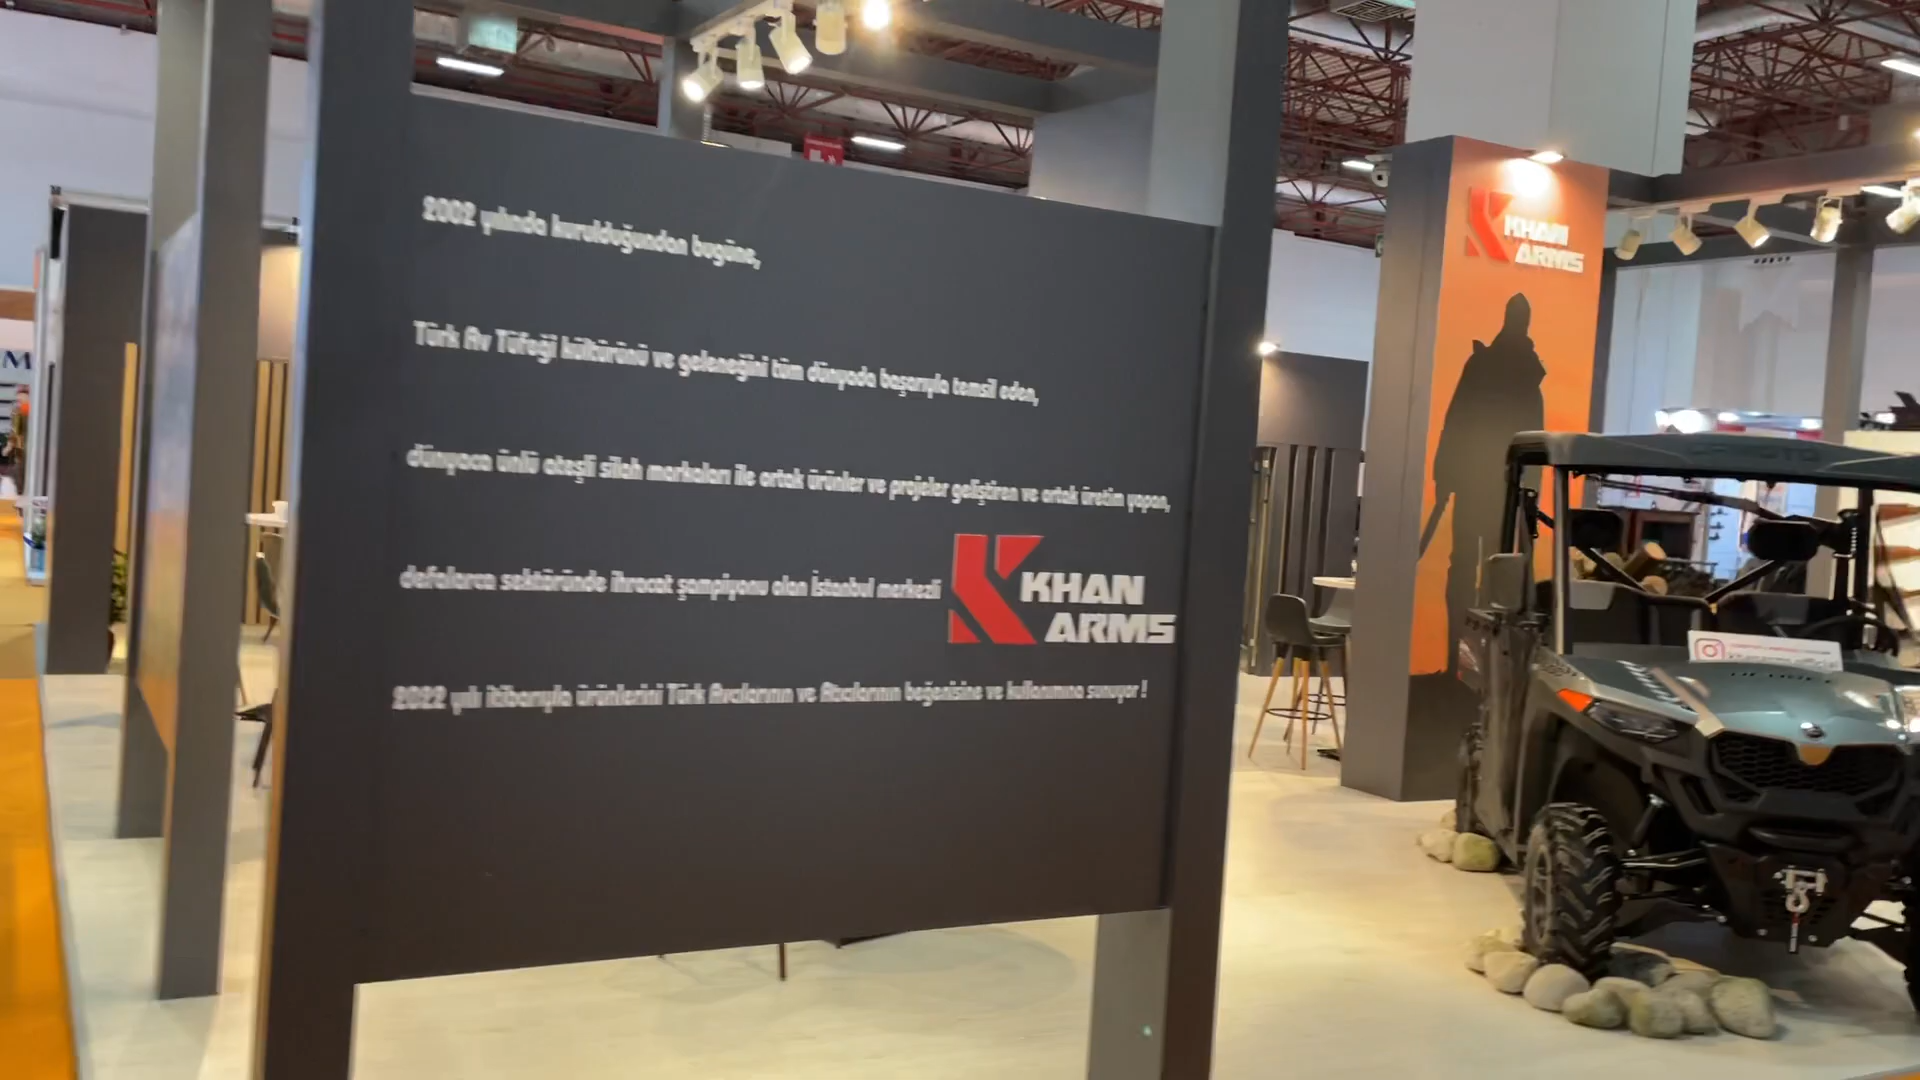 2002 yılında kurulduğundan bugüne,
Türk Av Tüfeği kültürünü ve geleneğini tüm dünyada başarıyla temsil eden,
dünyaca ünlü ateşli silah markaları ile ortak ürünler ve projeler geliştiren ve ortak üretim yapan,
defalarca sektöründe ihracat şampiyonu olan İstanbul merkezli KHAN ARMS
2022 yılı itibarıyla ürünlerini Türk Avcılarının ve Atıcılarının beğenisine ve kullanımına sunuyor !
KHAN
ARMS
CFMOTO
M